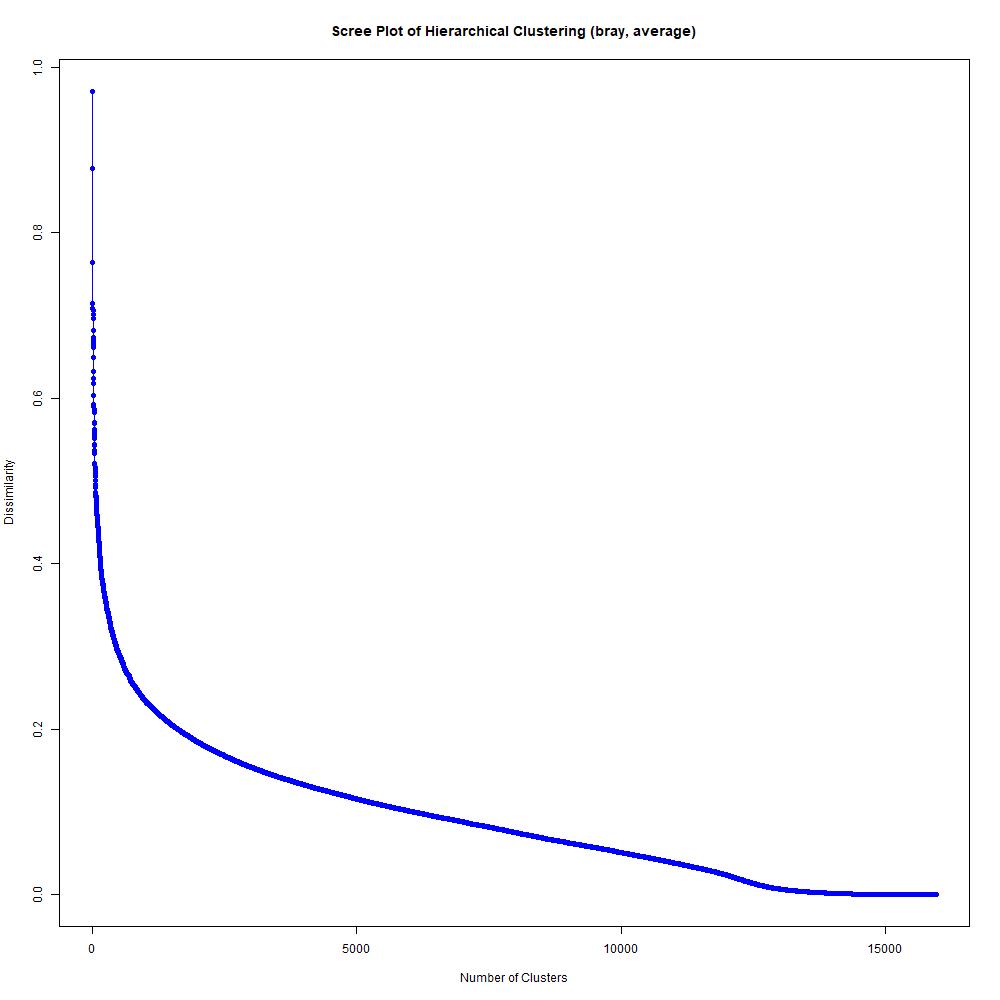 Scree Plot of Hierarchical Clustering (bray, average)
1.0
0.8
0.6
0.4
0.2
0.0
Dissimilarity
0 5000 10000 15000
Number of Clusters